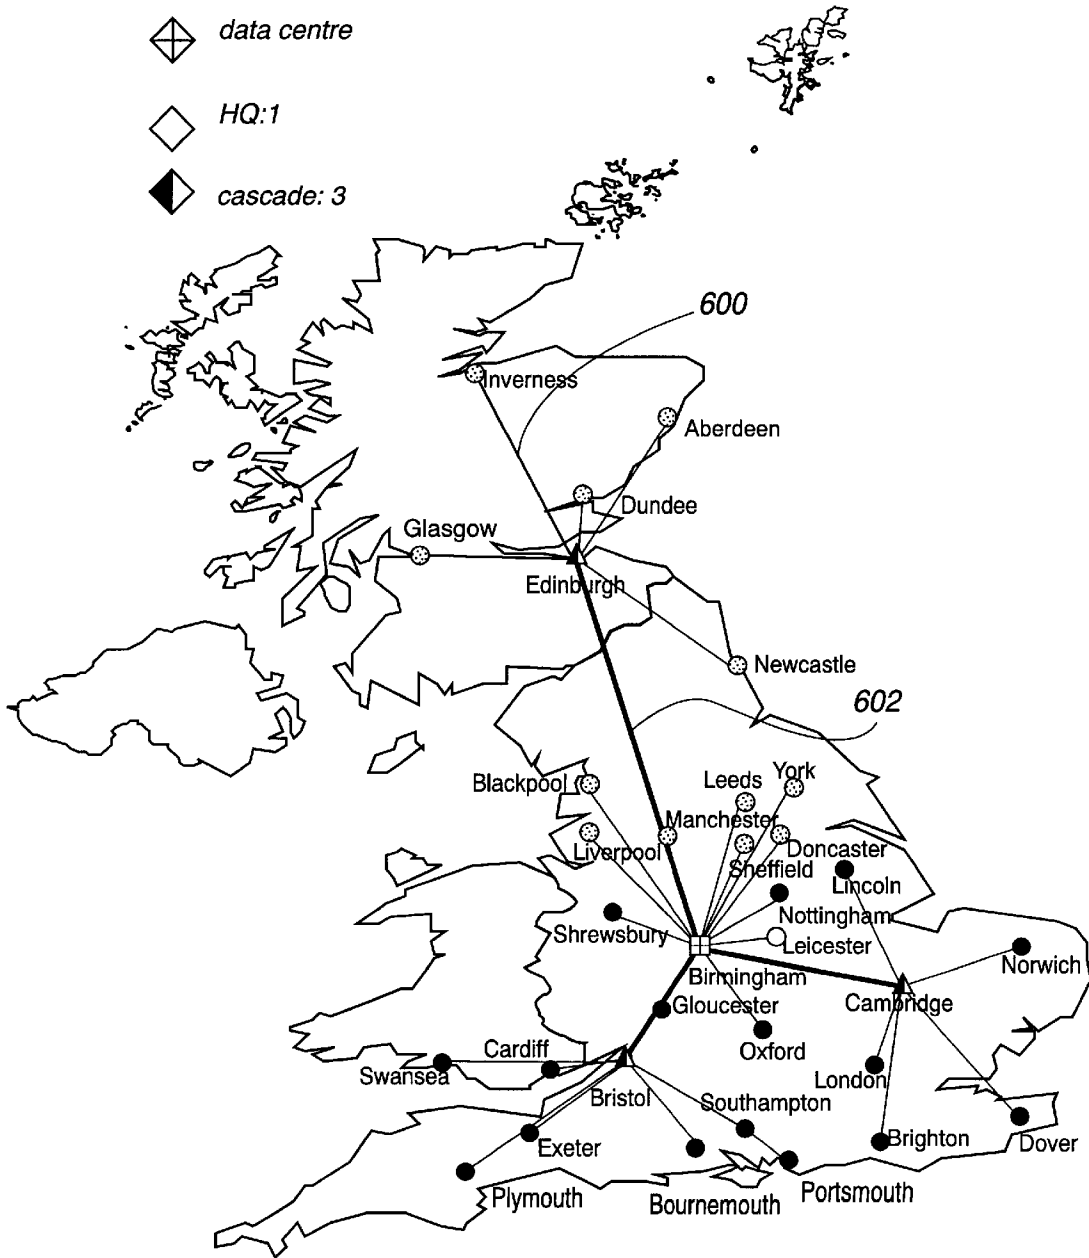 data centre
HQ:1
cascade: 3
600
Inverness
Aberdeen
Dundee
Glasgow
Edinburgh
Newcastle
602
Blackpool
Leeds
York
Manchester
Liverpool
Doncaster
Sheffield
Lincoln
Nottingham
Shrewsbury
Leicester
Norwich
Birmingham
Cambridge
Gloucester
Oxford
Cardiff
Swansea
London
Bristol
Southampton
Brighton
Dover
Exeter
Plymouth
Bournemouth
Portsmouth